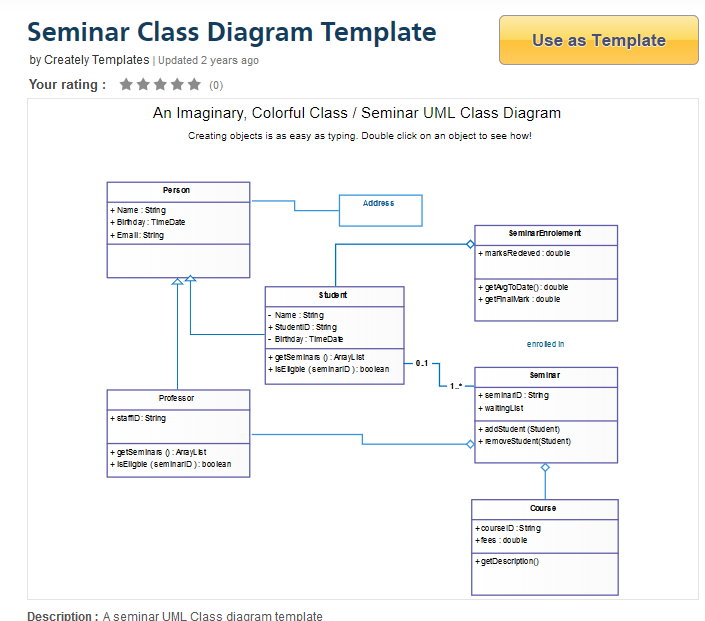 Seminar Class Diagram Template
Use as Template
by Creately Templates | Updated 2 years ago
Your rating : (0)
An Imaginary, Colorful Class / Seminar UML Class Diagram
Creating objects is as easy as typing. Double click on an object to see how!
Person
+ Name : String
+ Birthday : TimeDate
+ Email: String
Address
SeminarEnrolement
+ marksRecieved : double
+ getAvgToDate(): double
+ getFinalMark : double
Student
- Name : String
+ StudentID : String
- Birthday : TimeDate
+ getSeminars () : ArrayList
+ isEligble (seminarID ) : boolean
enrolled in
0..1
1..*
Seminar
+ seminarID : String
+ waitingList
+ addStudent (Student)
+ removeStudent(Student)
Professor
+ staffID: String
+ getSeminars () : ArrayList
+ isEligble (seminarID ) : boolean
Course
+courseID : String
+fees : double
+getDescription()
Description : A seminar UML Class diagram template